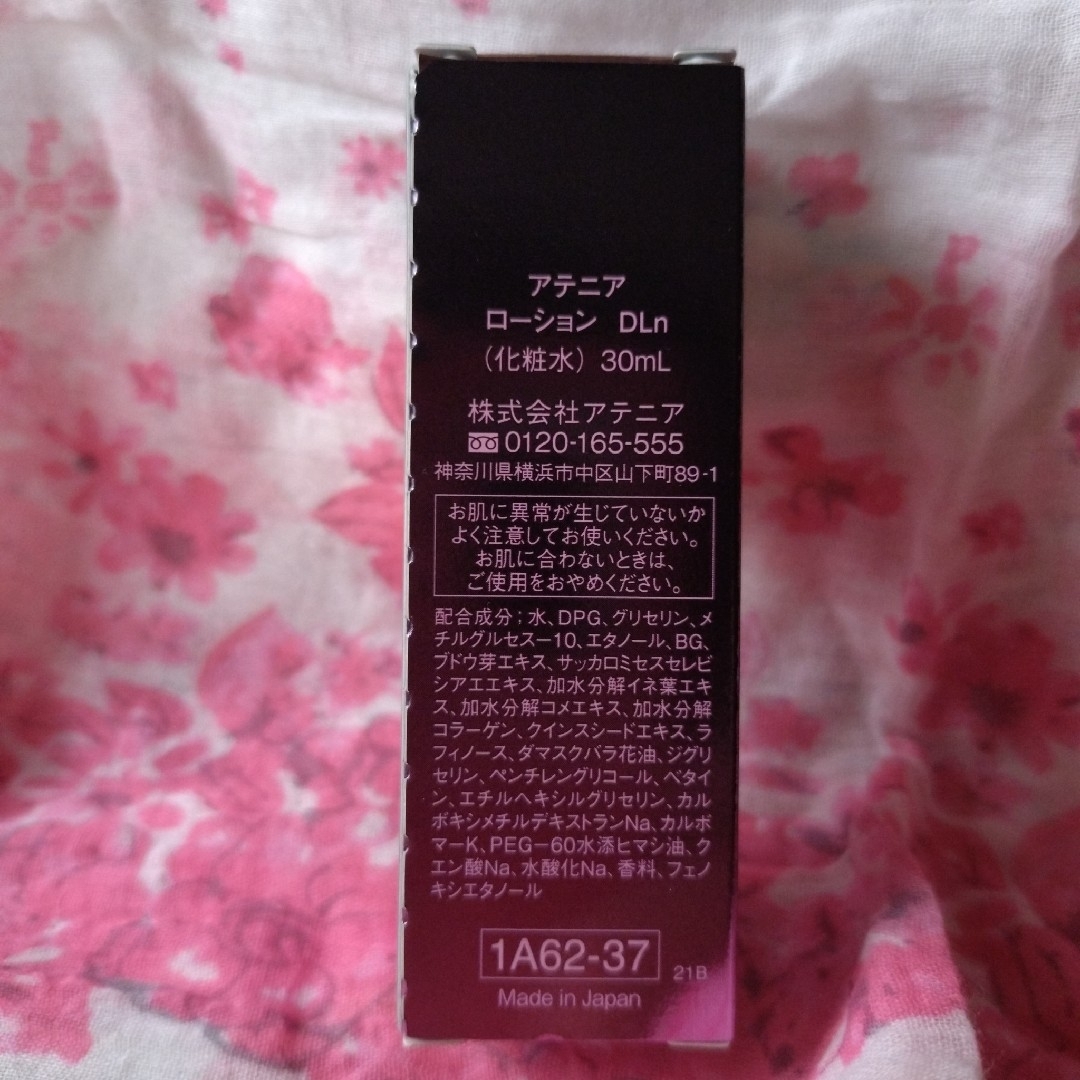 アテニア
ローション DLn
（化粧水）30mL
株式会社アテニア
0120-165-555
神奈川県横浜市中区山下町89-1
お肌に異常が生じていないか
よく注意してお使いください。
お肌に合わないときは、
ご使用をおやめください。
配合成分：水、DPG、グリセリン、メ
チルグルセスー10、エタノール、BG、
ブドウ芽エキス、サッカロミセスセレビ
シアエエキス、加水分解イネ葉エキ
ス、加水分解コメエキス、加水分解
コラーゲン、クインスシードエキス、ラ
フィノース、ダマスクバラ花油、ジグリ
セリン、ペンチレングリコール、ベタイ
ン、エチルヘキシルグリセリン、カル
ボキシメチルデキストランNa、カルボ
マーK、PEG－60水添ヒマシ油、ク
エン酸Na、水酸化Na、香料、フェノ
キシエタノール
1A62-37 21B
Made in Japan